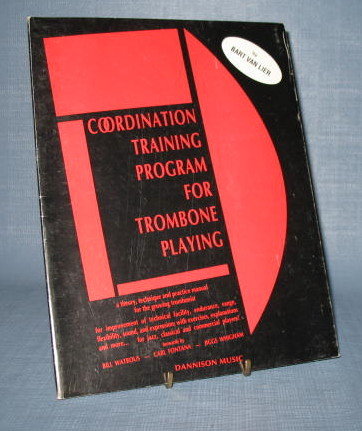 by
BART VAN LIER
COORDINATION
TRAINING
PROGRAM
FOR
TROMBONE
PLAYING
a theory, technique and practice manual
for the growing trombonist
for improvement of technical facility, endurance, range,
flexibility, sound, and expression with exercises, explanations
and more... for jazz, classical and commercial players!
forewords by
BILL WATROUS — CARL FONTANA — JIGGS WHIGHAM
DANNISON MUSIC